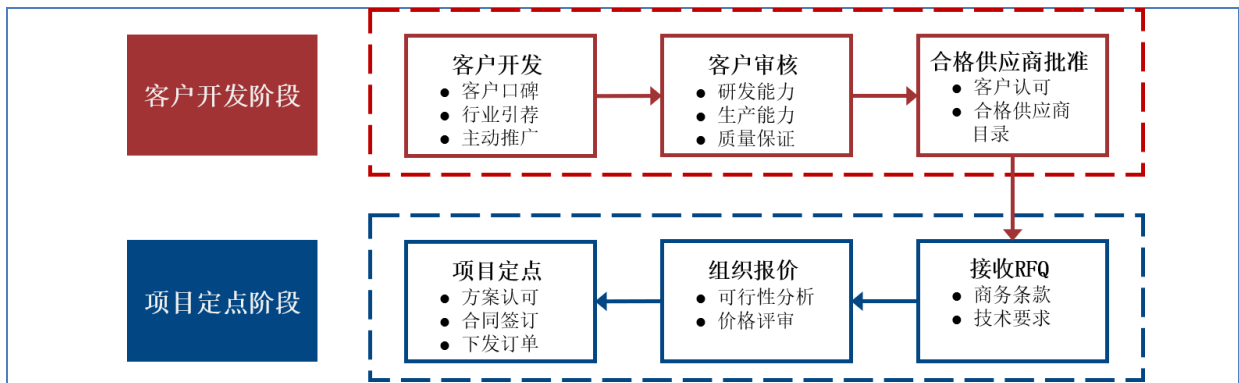 客户开发阶段
客户开发
● 客户口碑
● 行业引荐
● 主动推广
客户审核
● 研发能力
● 生产能力
● 质量保证
合格供应商批准
● 客户认可
● 合格供应商
目录
项目定点阶段
项目定点
● 方案认可
● 合同签订
● 下发订单
组织报价
● 可行性分析
● 价格评审
接收RFQ
● 商务条款
● 技术要求